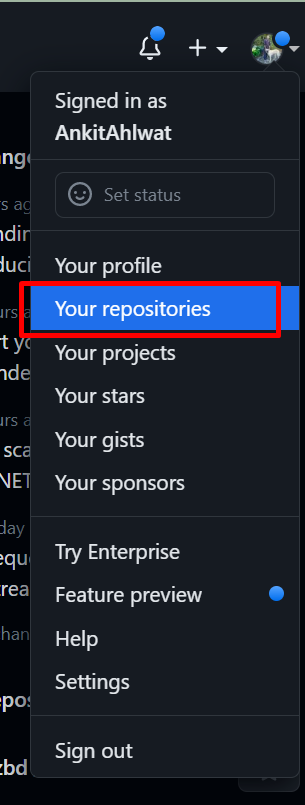 Signed in as
AnkitAhlwat
Set status
Your profile
Your repositories
Your projects
Your stars
Your gists
Your sponsors
Try Enterprise
Feature preview
Help
Settings
Sign out